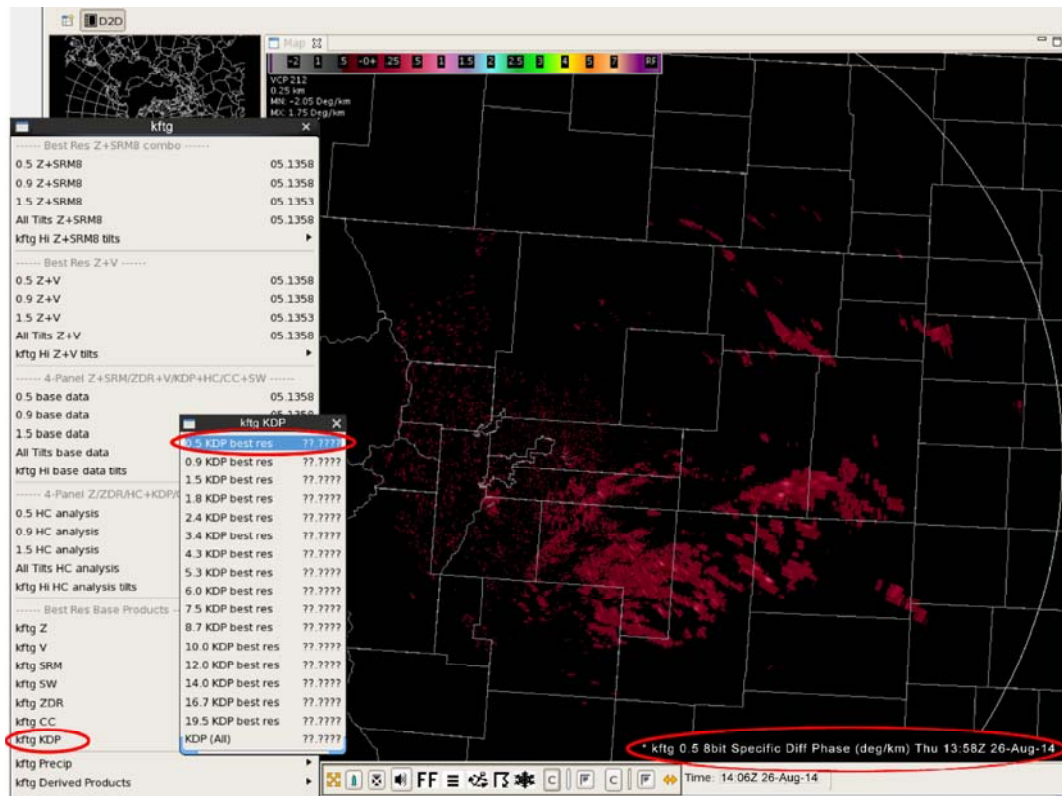 D2D
Map
-2 1 .5 -0+ .25 .5 1 1.5 2 2.5 3 4 5 7 RF
VCP 212
0.25 km
MN: -2.05 Deg/km
MX: 1.75 Deg/km
kftg
------ Best Res Z+SRM8 combo ------
0.5 Z+SRM8 05.1358
0.9 Z+SRM8 05.1358
1.5 Z+SRM8 05.1353
All Tilts Z+SRM8 05.1358
kftg Hi Z+SRM8 tilts
------ Best Res Z+V ------
0.5 Z+V 05.1358
0.9 Z+V 05.1358
1.5 Z+V 05.1353
All Tilts Z+V 05.1358
kftg Hi Z+V tilts
------ 4-Panel Z+SRM/ZDR+V/KDP+HC/CC+SW ------
0.5 base data 05.1358
0.9 base data 05.1358
1.5 base data
All Tilts base data
kftg Hi base data tilts
------ 4-Panel Z/ZDR/HC+KDP/
0.5 HC analysis
0.9 HC analysis
1.5 HC analysis
All Tilts HC analysis
kftg Hi HC analysis tilts
------ Best Res Base Products
kftg Z
kftg V
kftg SRM
kftg SW
kftg ZDR
kftg CC
kftg KDP
kftg Precip
kftg Derived Products
kftg KDP
0.5 KDP best res ??.????
0.9 KDP best res ??.????
1.5 KDP best res ??.????
1.8 KDP best res ??.????
2.4 KDP best res ??.????
3.4 KDP best res ??.????
4.3 KDP best res ??.????
5.3 KDP best res ??.????
6.0 KDP best res ??.????
7.5 KDP best res ??.????
8.7 KDP best res ??.????
10.0 KDP best res ??.????
12.0 KDP best res ??.????
14.0 KDP best res ??.????
16.7 KDP best res ??.????
19.5 KDP best res ??.????
KDP (All) ??.????
* kftg 0.5 8bit Specific Diff Phase (deg/km) Thu 13:58Z 26-Aug-14
FF C F C F Time: 14:06Z 26-Aug-14